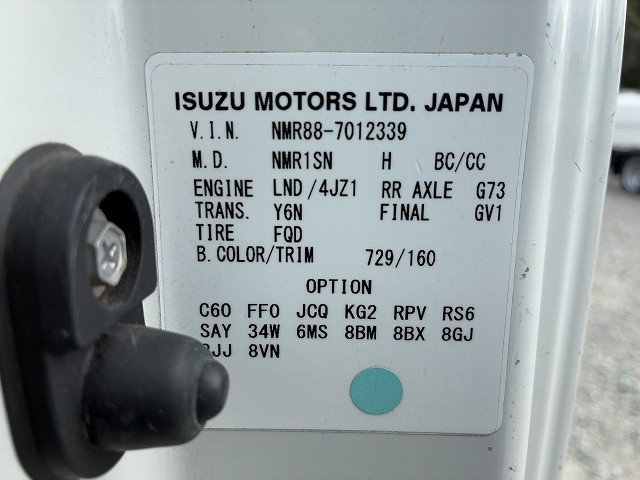 ISUZU MOTORS LTD. JAPAN
V.I.N. NMR88-7012339
M.D. NMR1SN H BC/CC
ENGINE LND/4JZ1 RR AXLE G73
TRANS. Y6N FINAL GV1
TIRE FQD
B.COLOR/TRIM 729/160
OPTION
C60 FF0 JCQ KG2 RPV RS6
SAY 34W 6MS 8BM 8BX 8GJ
8VN